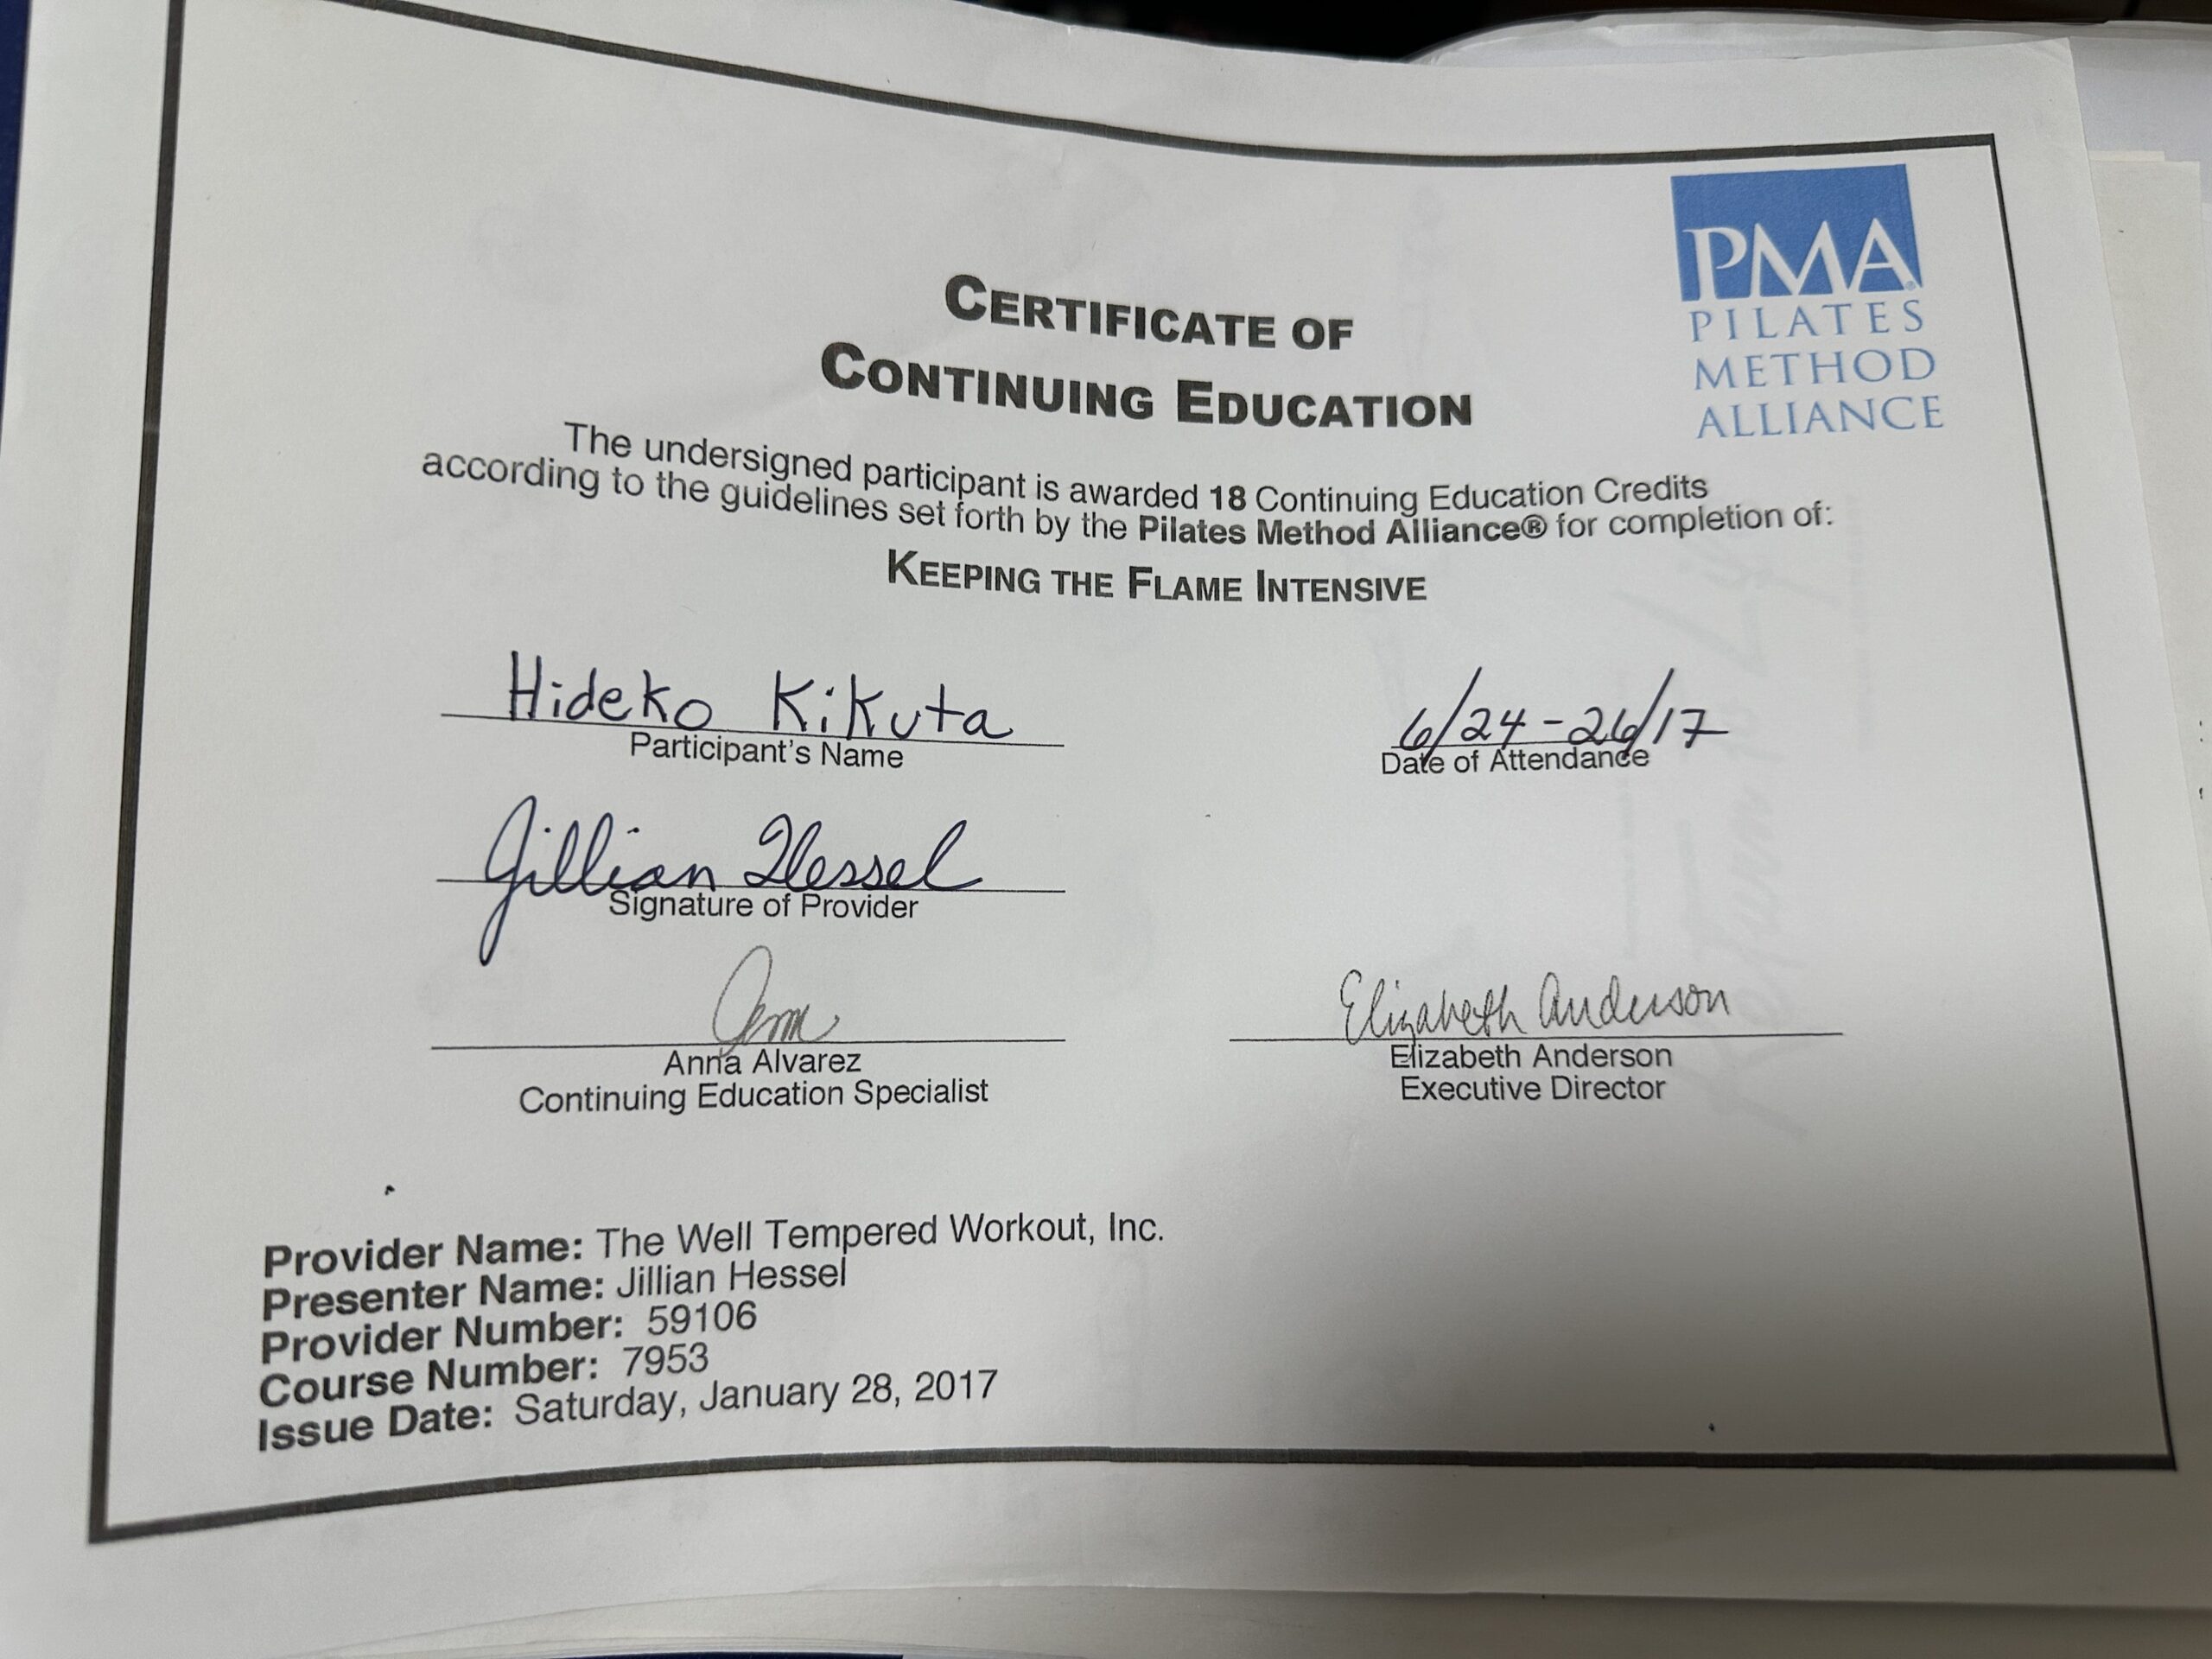 PMA®
PILATES
METHOD
ALLIANCE
CERTIFICATE OF
CONTINUING EDUCATION
The undersigned participant is awarded 18 Continuing Education Credits
according to the guidelines set forth by the Pilates Method Alliance® for completion of:
KEEPING THE FLAME INTENSIVE
Hideko Kikuta
Participant's Name
6/24-26/17
Date of Attendance
Jillian Hessel
Signature of Provider
Anna Alvarez
Continuing Education Specialist
Elizabeth Anderson
Elizabeth Anderson
Executive Director
Provider Name: The Well Tempered Workout, Inc.
Presenter Name: Jillian Hessel
Provider Number: 59106
Course Number: 7953
Issue Date: Saturday, January 28, 2017